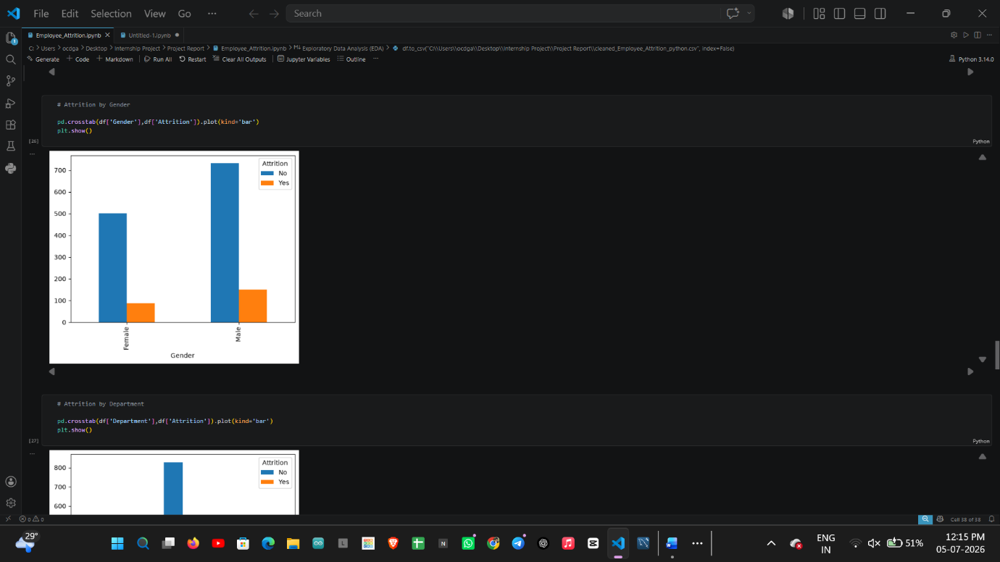 File Edit Selection View Go ··· Search
Employee_Attrition.ipynb Untitled-1.ipynb
C: > Users > ocdga > Desktop > Internship Project > Project Report > Employee_Attrition.ipynb > M↓ Exploratory Data Analysis (EDA) > df.to_csv("C:\\Users\\ocdga\\Desktop\\Internship Project\\Project Report\\cleaned_Employee_Attrition_python.csv", index=False)
Generate + Code + Markdown Run All Restart Clear All Outputs Jupyter Variables Outline ··· Python 3.14.0
# Attrition by Gender
pd.crosstab(df['Gender'],df['Attrition']).plot(kind='bar')
plt.show()
[26] Python
Attrition
No
Yes
700
600
500
400
300
200
100
0
Female Male
Gender
# Attrition by Department
pd.crosstab(df['Department'],df['Attrition']).plot(kind='bar')
plt.show()
[27] Python
Attrition
No
Yes
800
700
600
0 0 Cell 38 of 38
29° ENG 51% 12:15 PM
IN 05-07-2026